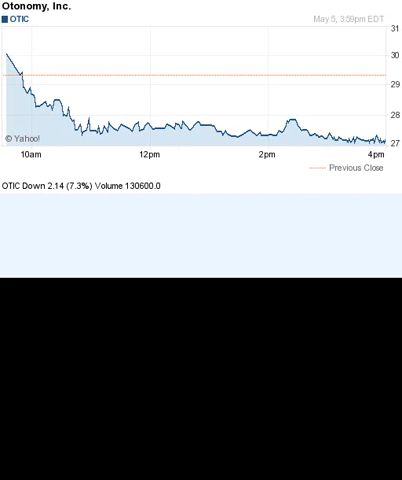 Otonomy, Inc.
OTIC May 5, 3:59pm EDT
31
30
29
28
27
© Yahoo!
10am 12pm 2pm 4pm
Previous Close
OTIC Down 2.14 (7.3%) Volume 130600.0